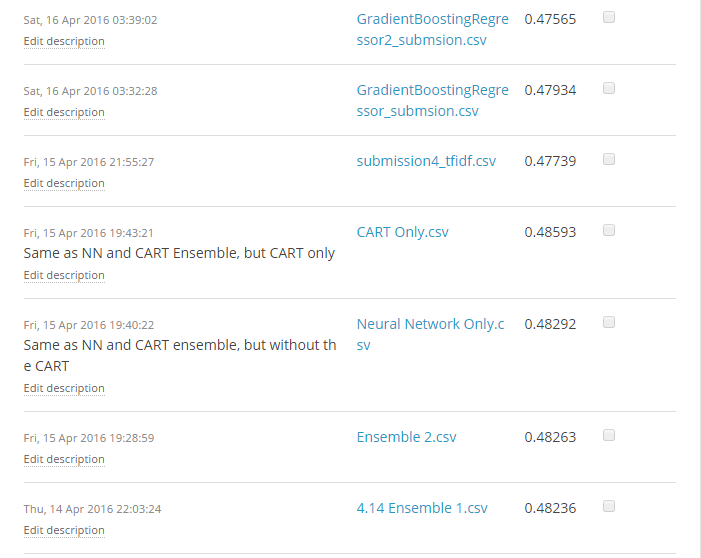 Sat, 16 Apr 2016 03:39:02
Edit description
GradientBoostingRegre
ssor2_submsion.csv
0.47565
Sat, 16 Apr 2016 03:32:28
Edit description
GradientBoostingRegre
ssor_submsion.csv
0.47934
Fri, 15 Apr 2016 21:55:27
Edit description
submission4_tfidf.csv
0.47739
Fri, 15 Apr 2016 19:43:21
Same as NN and CART Ensemble, but CART only
Edit description
CART Only.csv
0.48593
Fri, 15 Apr 2016 19:40:22
Same as NN and CART ensemble, but without th
e CART
Edit description
Neural Network Only.c
sv
0.48292
Fri, 15 Apr 2016 19:28:59
Edit description
Ensemble 2.csv
0.48263
Thu, 14 Apr 2016 22:03:24
Edit description
4.14 Ensemble 1.csv
0.48236